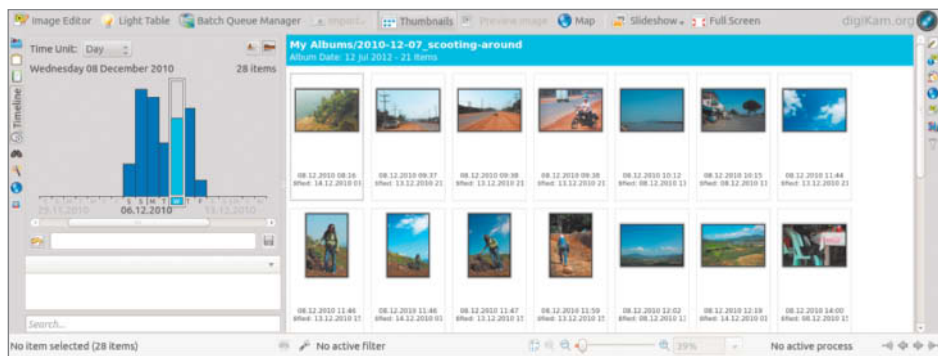 Image Editor Light Table Batch Queue Manager Import... Thumbnails Preview Image Map Slideshow Full Screen digiKam.org
Time Unit: Day
Wednesday 08 December 2010 28 items
Timeline
S S M T W T F
29.11.2010 06.12.2010 13.12.2010
Search...
My Albums/2010-12-07_scooting-around
Album Date: 12 Jul 2012 - 21 Items
08.12.2010 08:16 08.12.2010 09:37 08.12.2010 09:38 08.12.2010 09:38 08.12.2010 10:12 08.12.2010 10:15 08.12.2010 11:44
08.12.2010 11:46 08.12.2010 11:46 08.12.2010 11:47 08.12.2010 11:59 08.12.2010 12:02 08.12.2010 12:19 08.12.2010 14:00
No item selected (28 items) No active filter 39% No active process